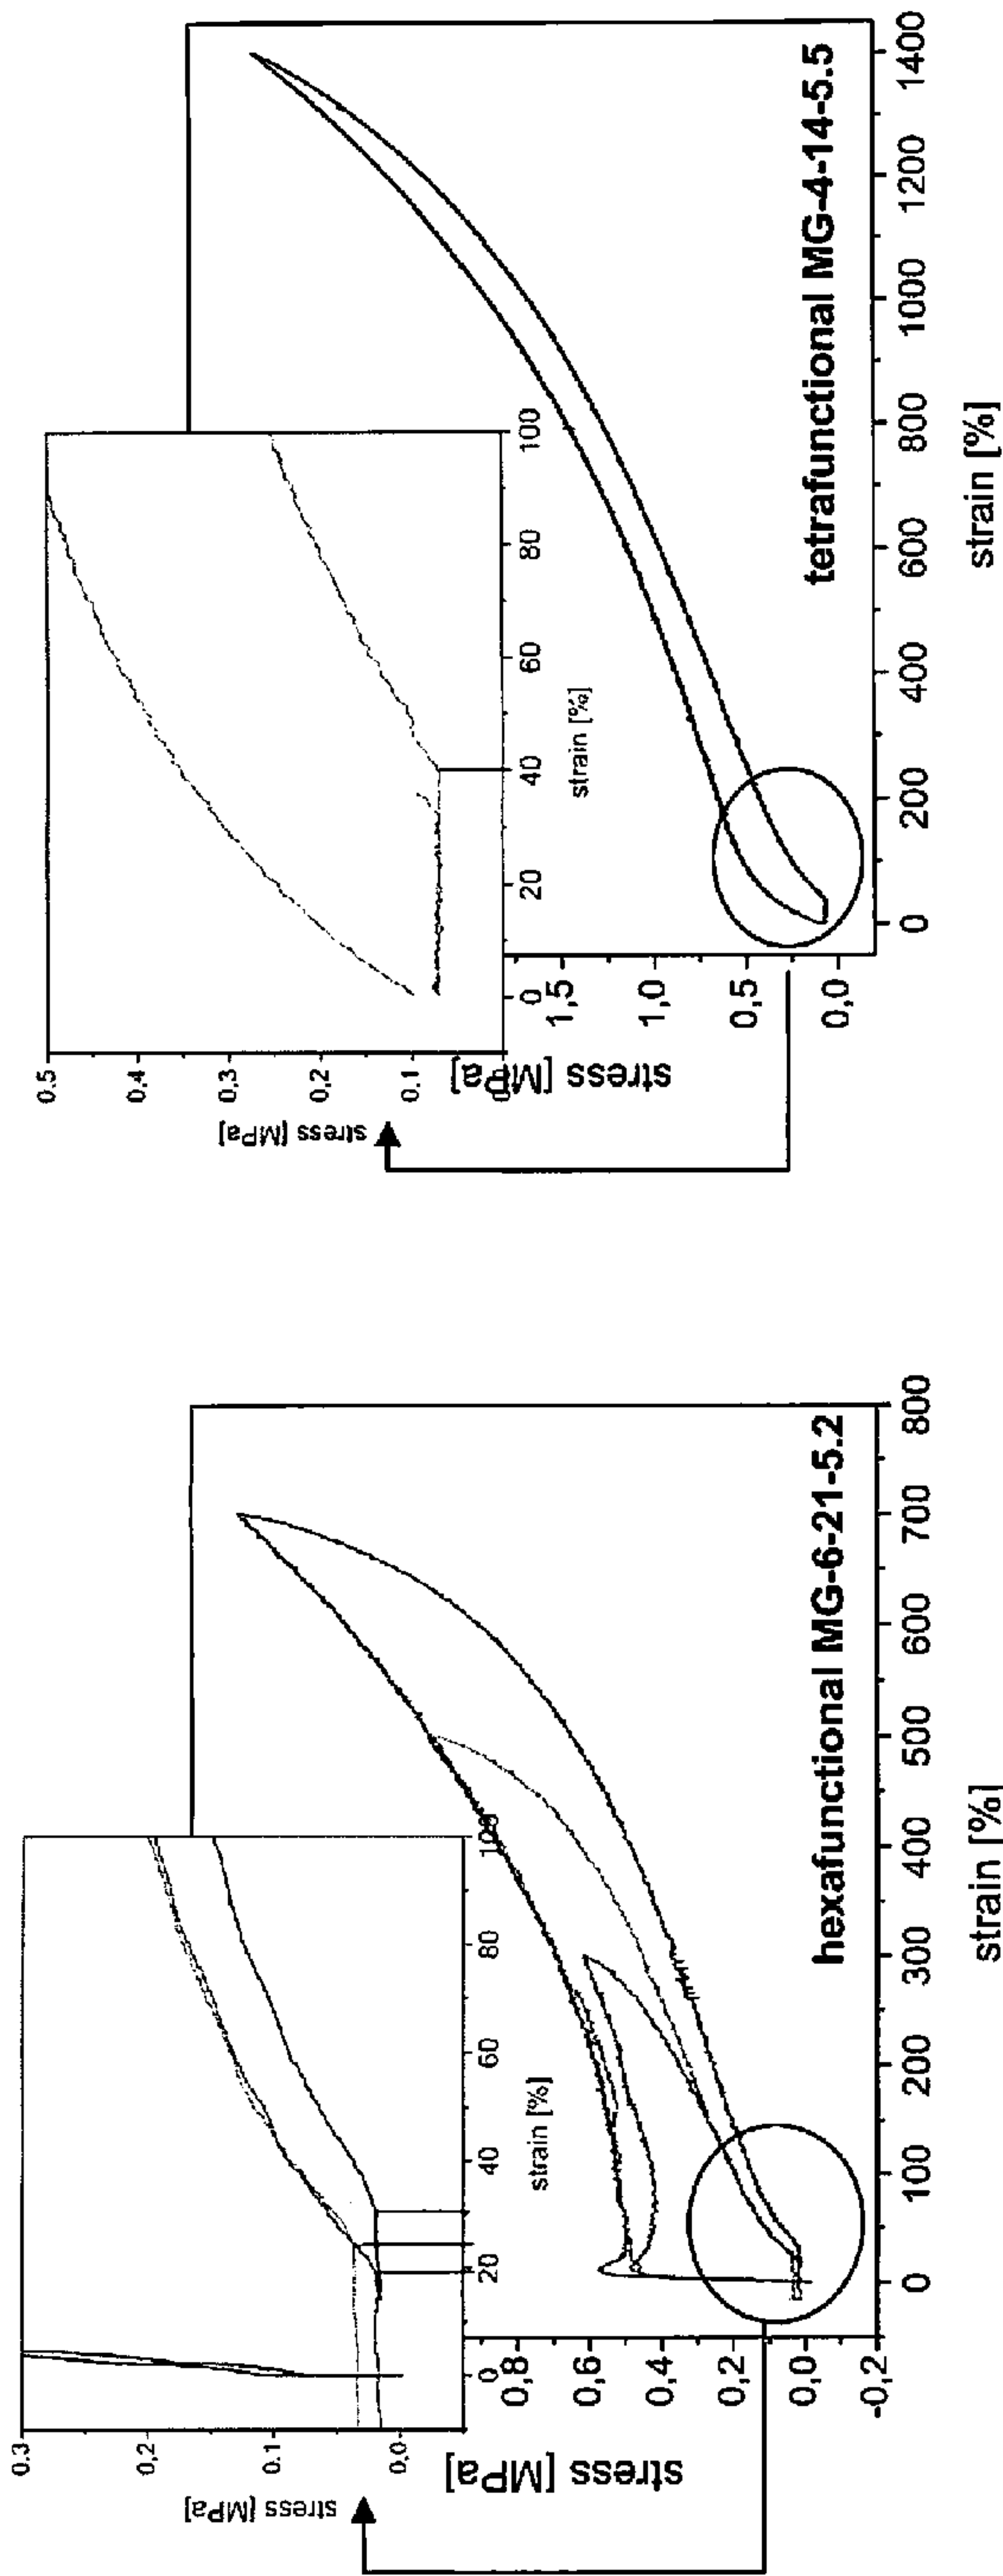 0.3
0,2
0,1
0,0
stress [MPa]
0 20 40 60 80 100
strain [%]
0,8
0,6
0,4
0,2
0,0
-0,2
stress [MPa]
hexafunctional MG-6-21-5.2
0 100 200 300 400 500 600 700 800
strain [%]
0.5
0,4
0,3
0,2
0,1
stress [MPa]
0 20 40 60 80 100
strain [%]
1,5
1,0
0,5
0,0
stress [MPa]
tetrafunctional MG-4-14-5.5
0 200 400 600 800 1000 1200 1400
strain [%]